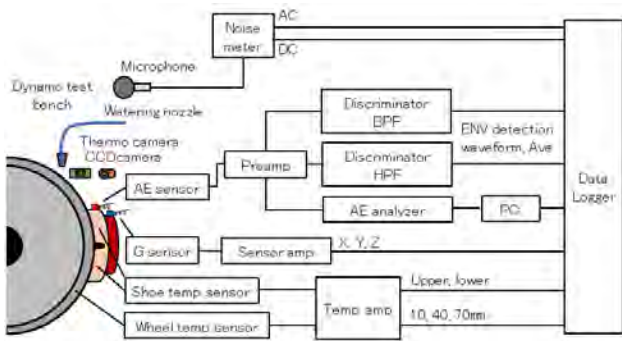 AC
Noise
meter
DC
Microphone
Dynamo test
bench
Watering nozzle
Thermo camera
CCDcamera
Discriminator
BPF
ENV detection
waveform, Ave
Preamp
Discriminator
HPF
AE sensor
AE analyzer
PC
Data
Logger
G sensor
Sensor amp
X, Y, Z
Shoe temp. sensor
Upper, lower
Temp amp
Wheel temp. sensor
10, 40, 70mm